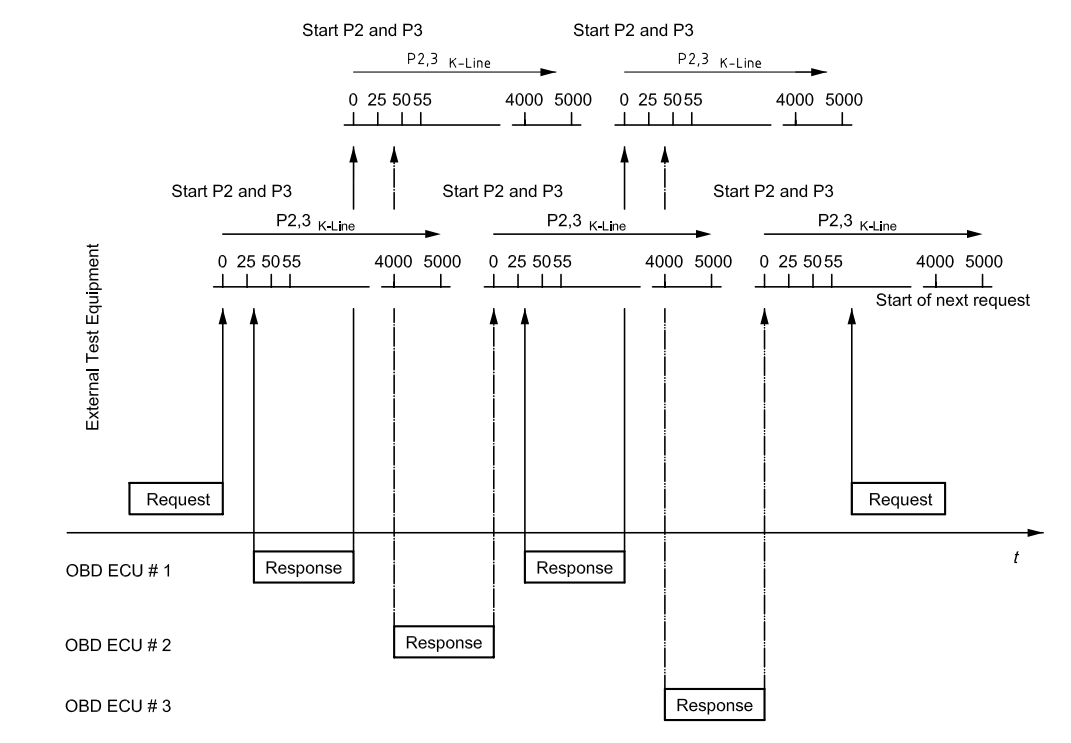 Start P2 and P3 Start P2 and P3
P2,3 K-Line P2,3 K-Line
0 25 50 55 4000 5000 0 25 50 55 4000 5000
Start P2 and P3 Start P2 and P3 Start P2 and P3
P2,3 K-Line P2,3 K-Line P2,3 K-Line
0 25 50 55 4000 5000 0 25 50 55 4000 5000 0 25 50 55 4000 5000
Start of next request
External Test Equipment
Request Request
t
OBD ECU # 1 Response Response
OBD ECU # 2 Response
OBD ECU # 3 Response